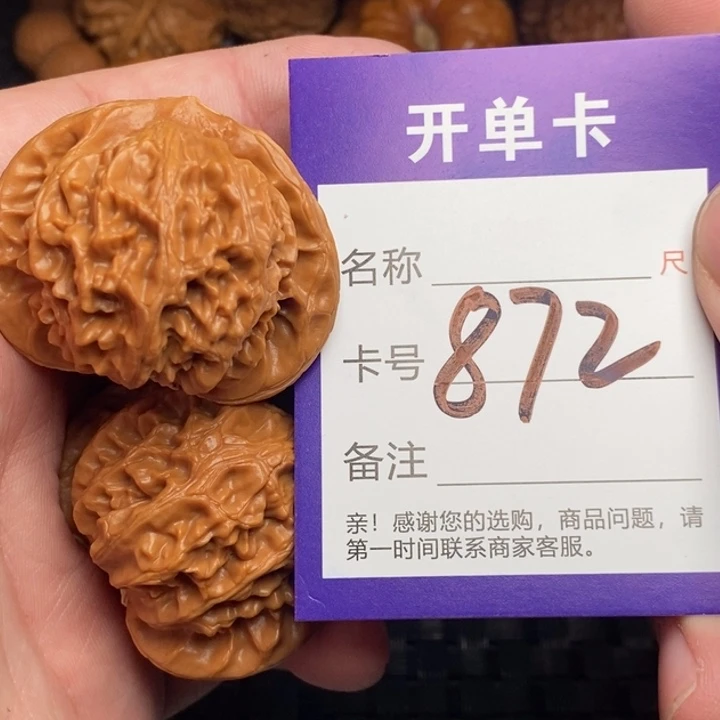 开单卡
名称 尺
卡号 872
备注
亲！感谢您的选购，商品问题，请
第一时间联系商家客服。